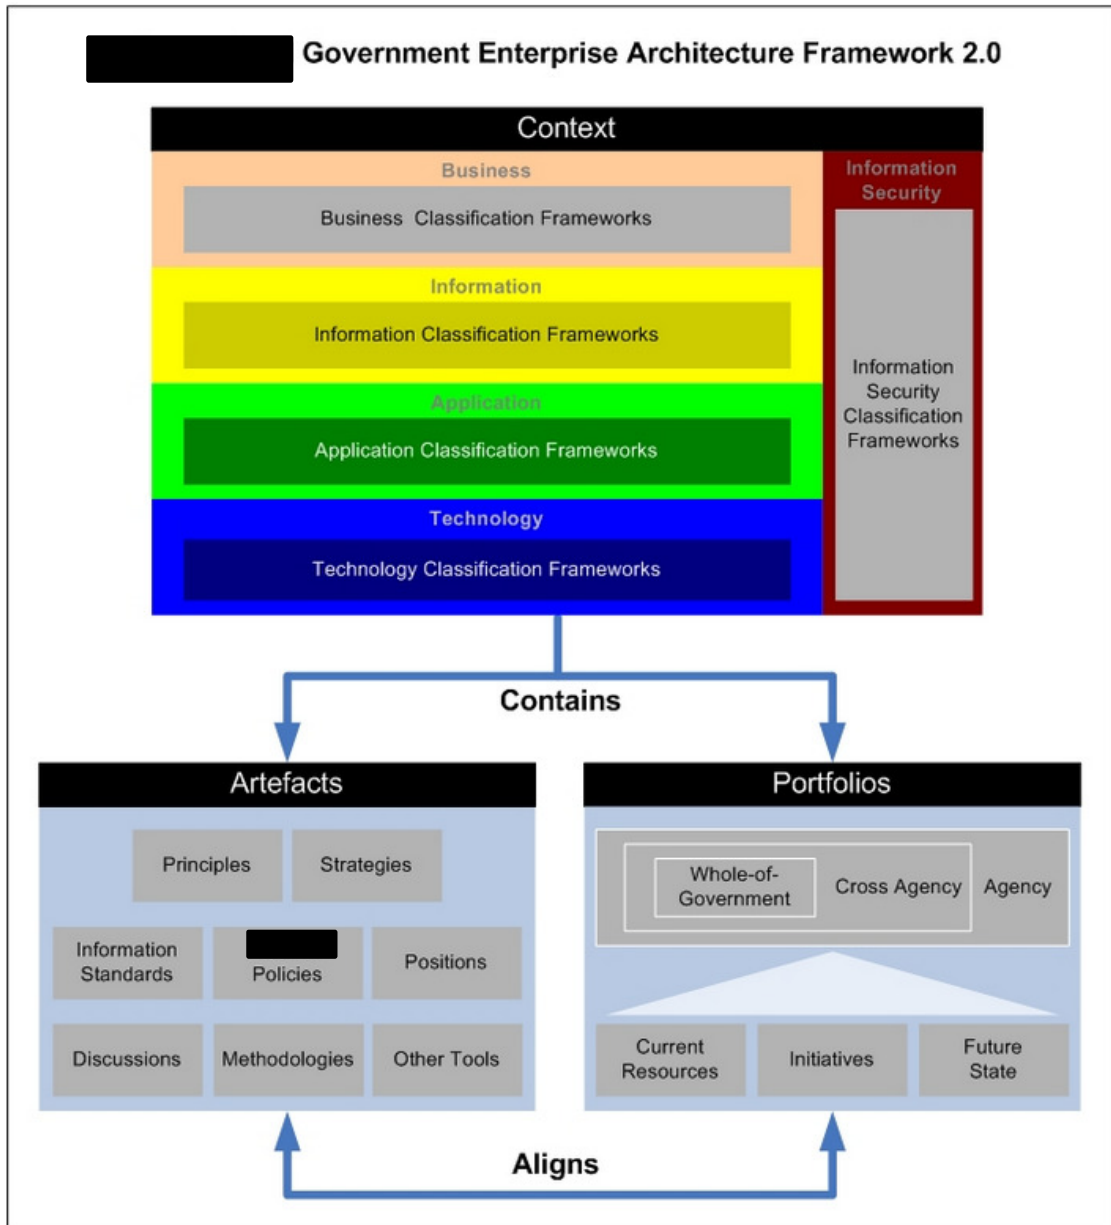 Government Enterprise Architecture Framework 2.0
Context
Business
Business Classification Frameworks
Information
Information Classification Frameworks
Application
Application Classification Frameworks
Technology
Technology Classification Frameworks
Information
Security
Information
Security
Classification
Frameworks
Contains
Artefacts
Principles
Strategies
Information
Standards
Policies
Positions
Discussions
Methodologies
Other Tools
Portfolios
Whole-of-
Government
Cross Agency
Agency
Current
Resources
Initiatives
Future
State
Aligns